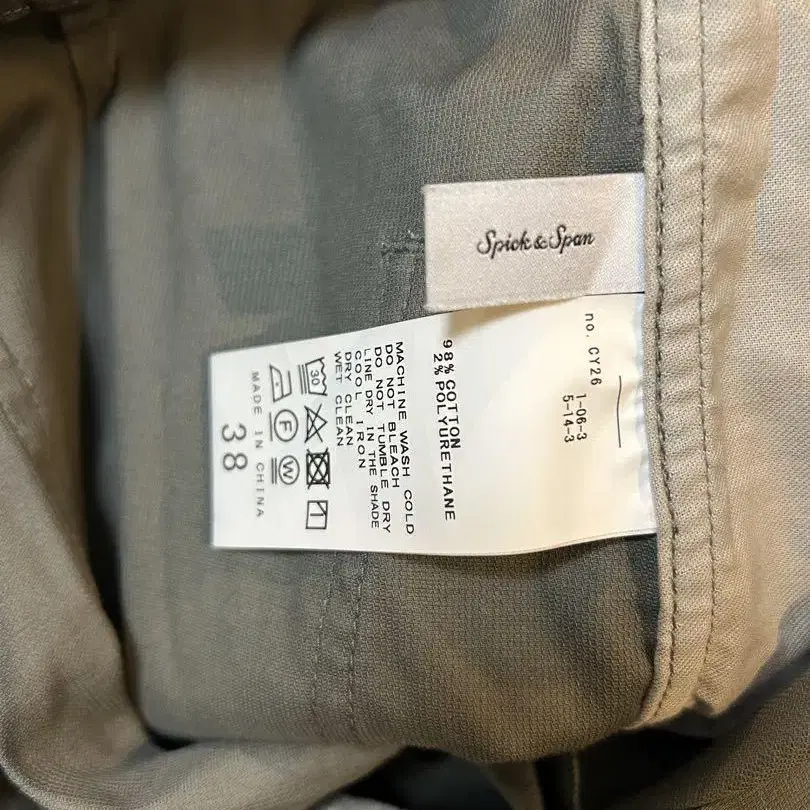 Spick & Span
no. CY26
1-06-3
5-14-3
98% COTTON
2% POLYURETHANE
MACHINE WASH COLD
DO NOT BLEACH
DO NOT TUMBLE DRY
LINE DRY IN THE SHADE
COOL IRON
DRY CLEAN
WET CLEAN
30
F W
MADE IN CHINA
38